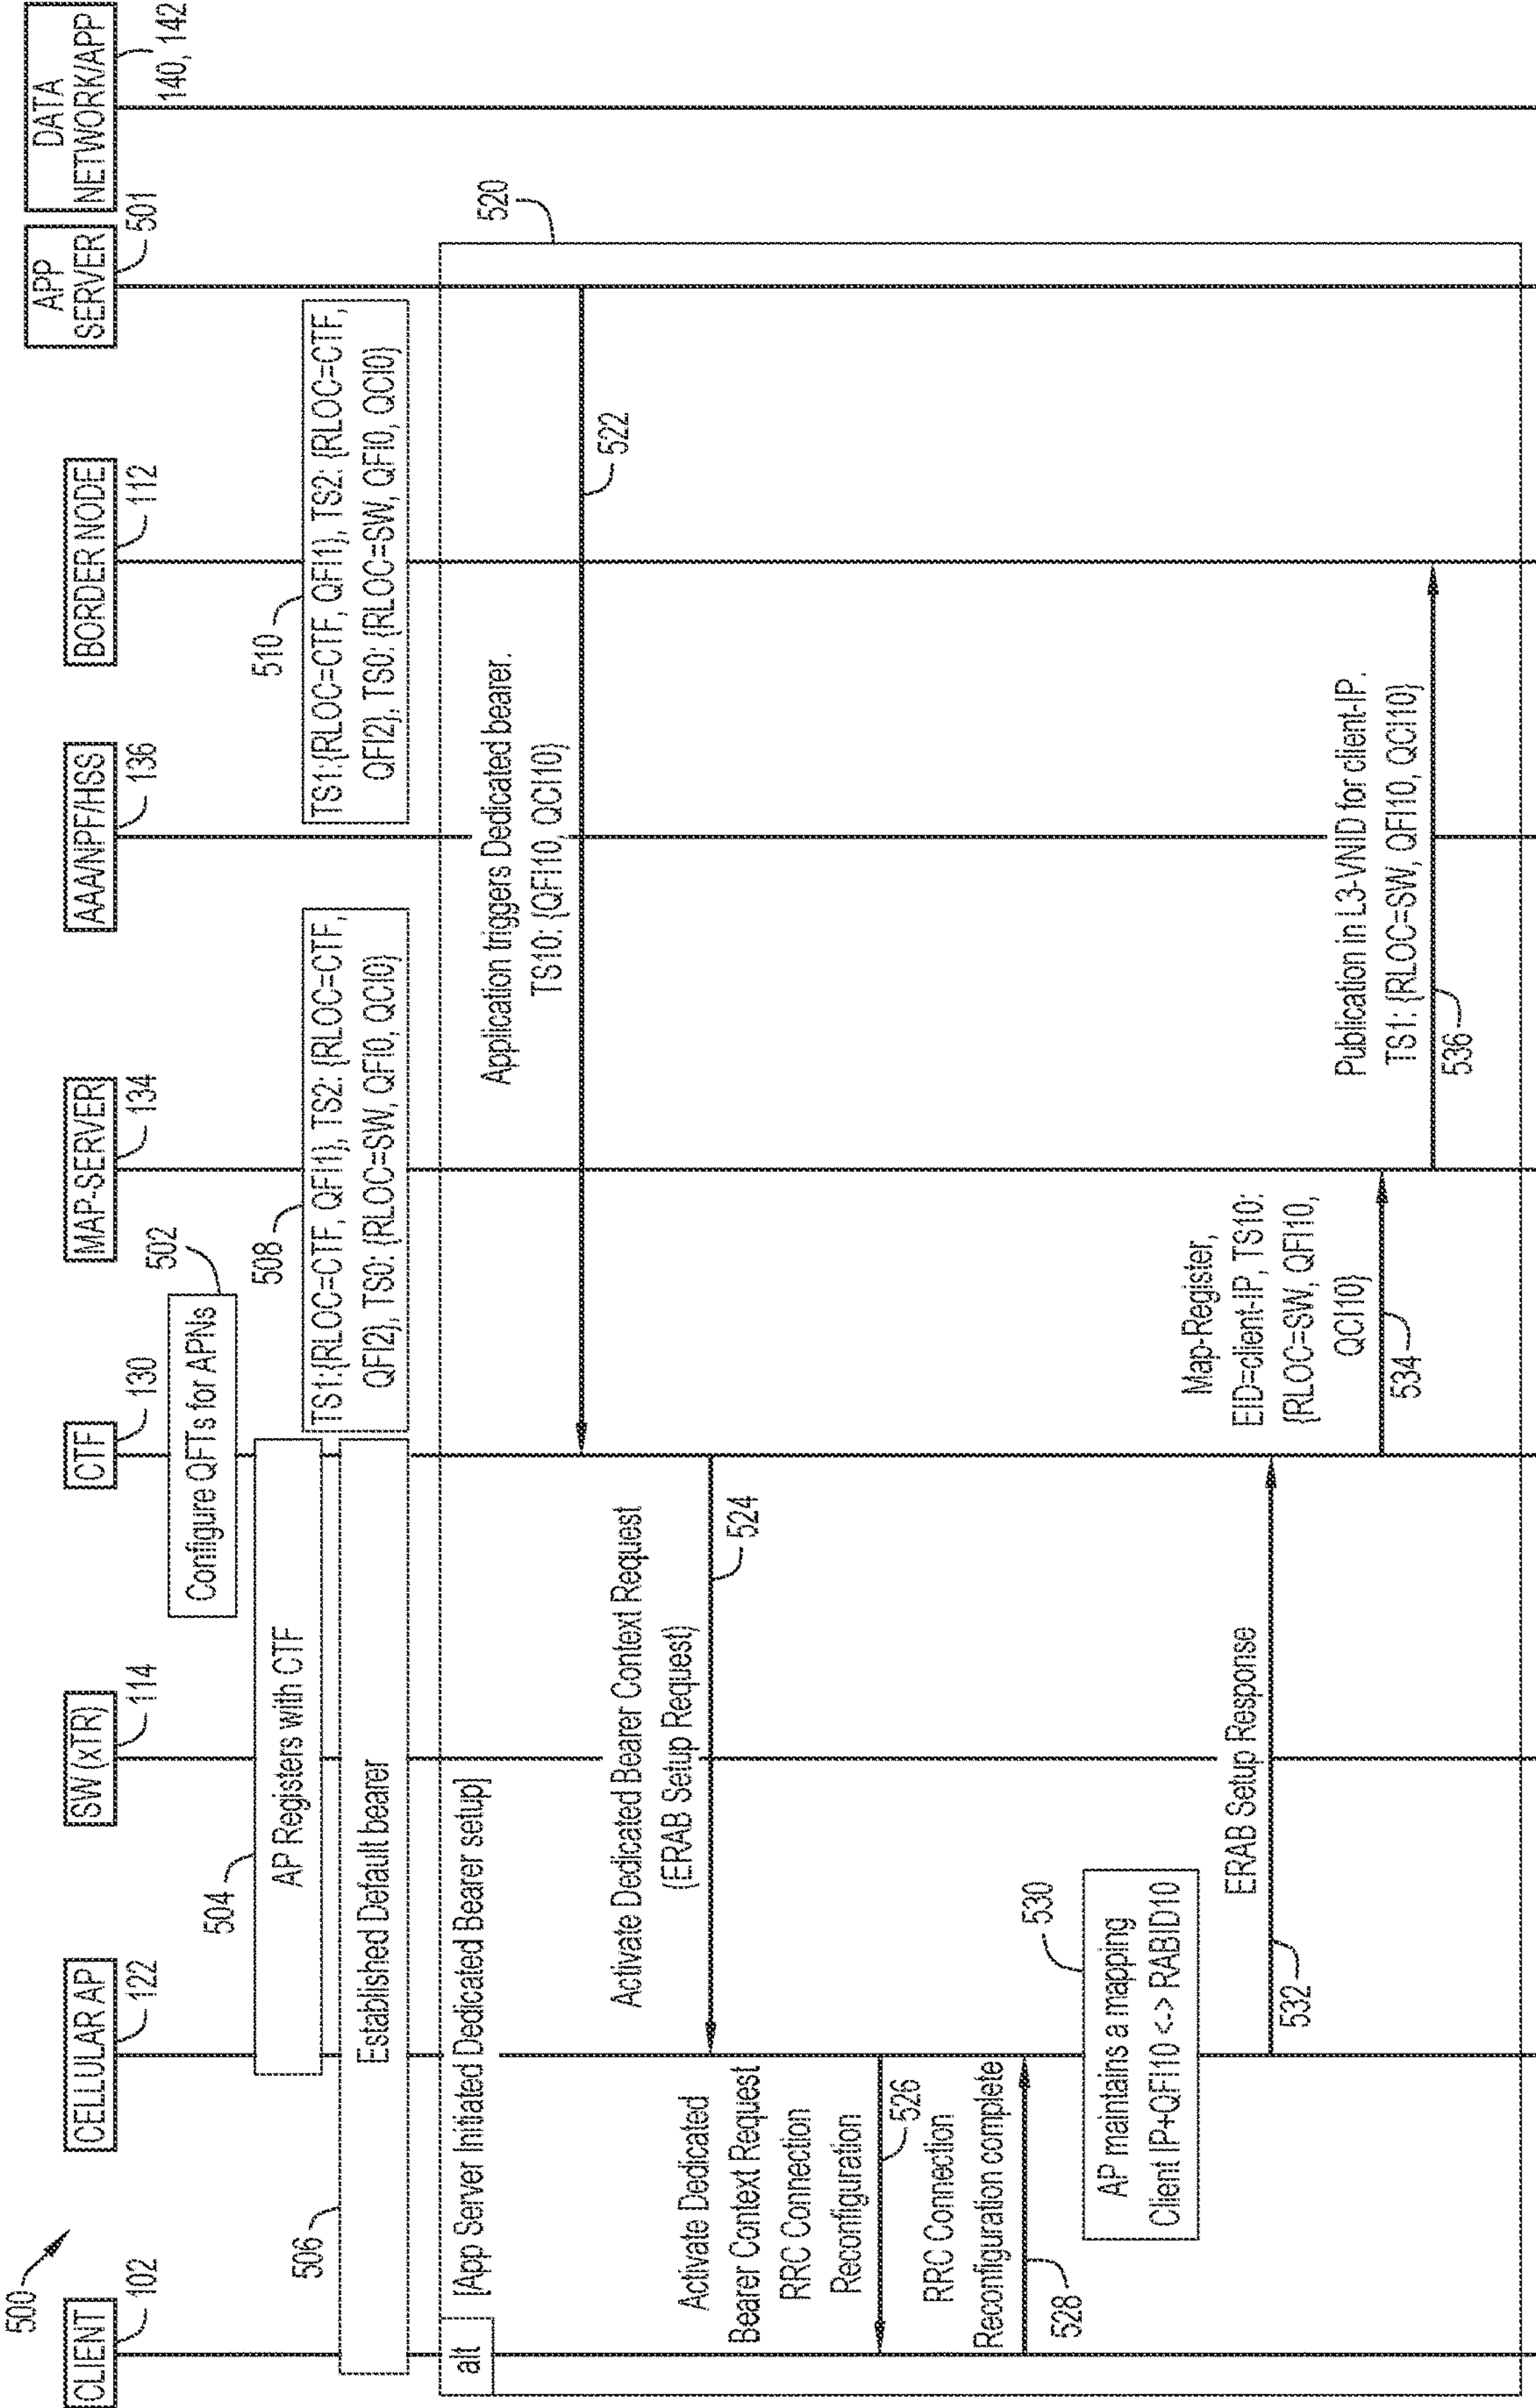 500
CLIENT
102
CELLULAR AP
122
SW (xTR)
114
CTF
130
MAP-SERVER
134
AAA/NPF/HSS
136
BORDER NODE
112
APP
SERVER
501
DATA
NETWORK/APP
140, 142
Configure QFTs for APNs
502
504
AP Registers with CTF
506
Established Default bearer
508
TS1:{RLOC=CTF, QFI1}, TS2: {RLOC=CTF,
QFI2}, TS0: {RLOC=SW, QFI0, QCI0}
510
TS1:{RLOC=CTF, QFI1}, TS2: {RLOC=CTF,
QFI2}, TS0: {RLOC=SW, QFI0, QCI0}
alt
[App Server Initiated Dedicated Bearer setup]
520
Application triggers Dedicated bearer.
TS10: {QFI10, QCI10}
522
Activate Dedicated Bearer Context Request
(ERAB Setup Request)
524
Activate Dedicated
Bearer Context Request
RRC Connection
Reconfiguration
526
RRC Connection
Reconfiguration complete
528
530
AP maintains a mapping
Client IP+QFI10 <-> RABID10
ERAB Setup Response
532
Map-Register,
EID=client-IP, TS10:
{RLOC=SW, QFI10,
QCI10}
534
Publication in L3-VNID for client-IP.
TS1: {RLOC=SW, QFI10, QCI10}
536